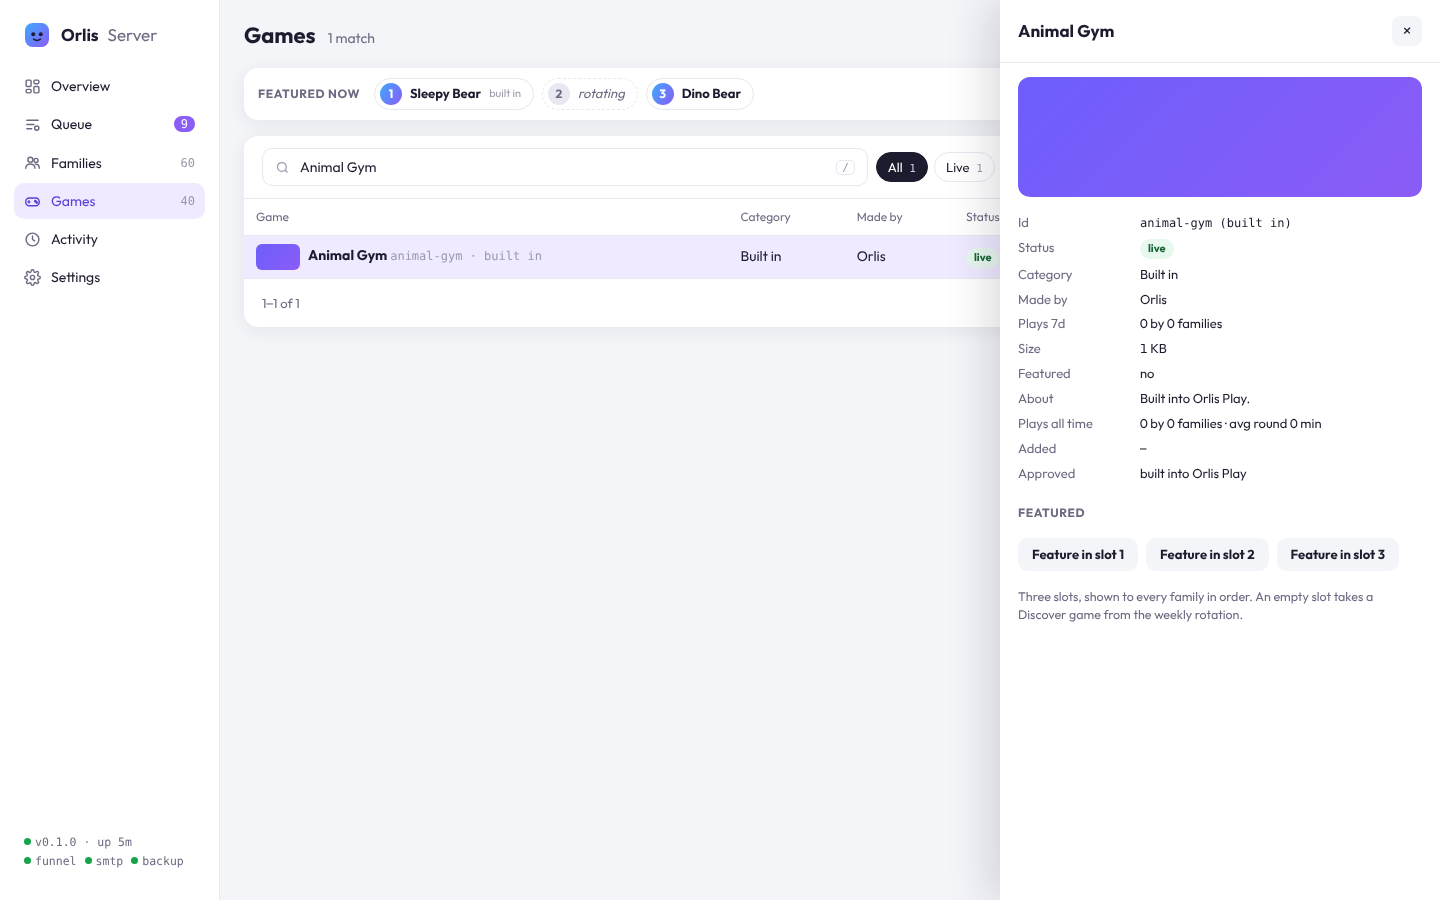 Orlis Server
Overview
Queue 9
Families 60
Games 40
Activity
Settings
v0.1.0 · up 5m
funnel smtp backup
Games 1 match
FEATURED NOW 1 Sleepy Bear built in 2 rotating 3 Dino Bear
Animal Gym / All 1 Live 1
Game Category Made by Status
Animal Gym animal-gym · built in Built in Orlis live
1–1 of 1
Animal Gym ×
Id animal-gym (built in)
Status live
Category Built in
Made by Orlis
Plays 7d 0 by 0 families
Size 1 KB
Featured no
About Built into Orlis Play.
Plays all time 0 by 0 families · avg round 0 min
Added –
Approved built into Orlis Play
FEATURED
Feature in slot 1 Feature in slot 2 Feature in slot 3
Three slots, shown to every family in order. An empty slot takes a
Discover game from the weekly rotation.